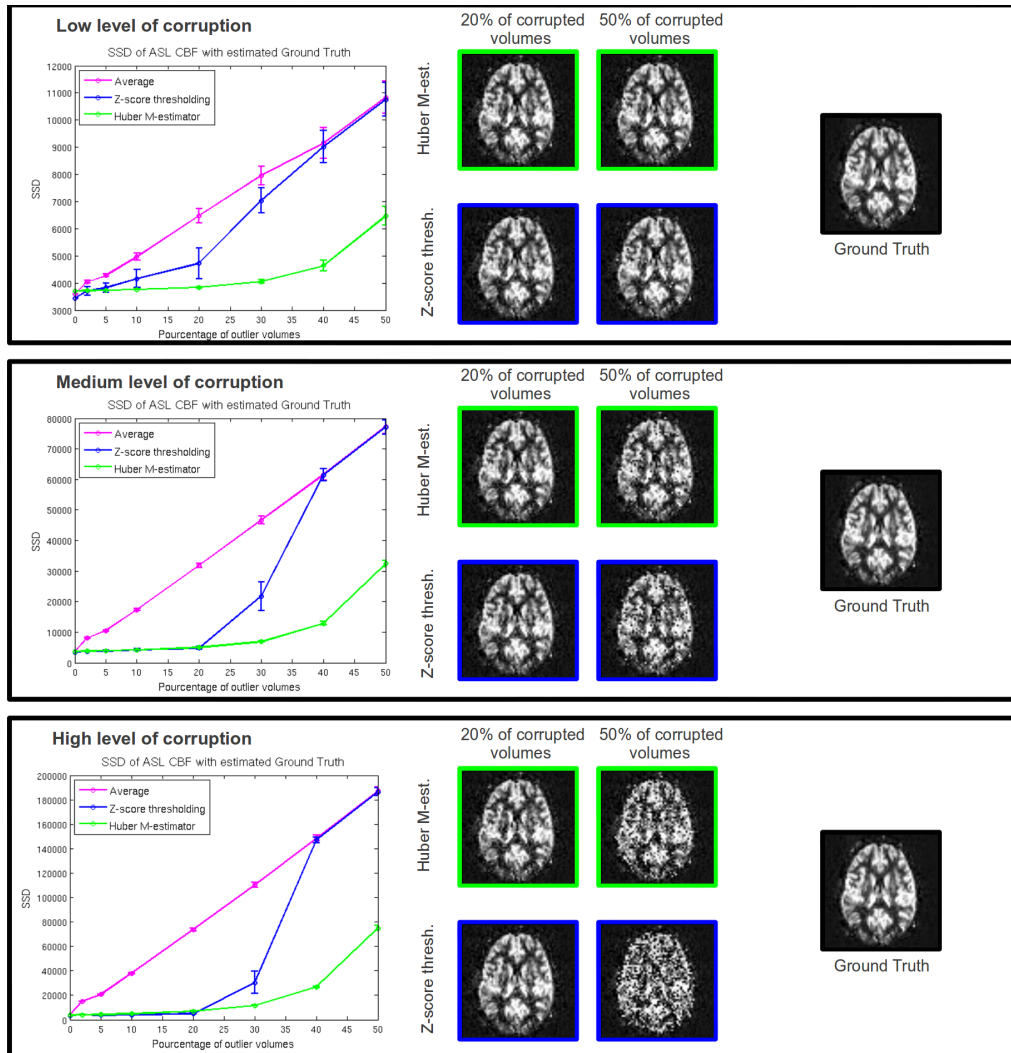 Low level of corruption
SSD of ASL CBF with estimated Ground Truth
Average
Z-score thresholding
Huber M-estimator
12000
11000
10000
9000
8000
7000
6000
5000
4000
3000
SSD
0 5 10 15 20 25 30 35 40 45 50
Pourcentage of outlier volumes
20% of corrupted
volumes
50% of corrupted
volumes
Huber M-est.
Z-score thresh.
Ground Truth
Medium level of corruption
SSD of ASL CBF with estimated Ground Truth
Average
Z-score thresholding
Huber M-estimator
80000
70000
60000
50000
40000
30000
20000
10000
0
SSD
0 5 10 15 20 25 30 35 40 45 50
Pourcentage of outlier volumes
20% of corrupted
volumes
50% of corrupted
volumes
Huber M-est.
Z-score thresh.
Ground Truth
High level of corruption
SSD of ASL CBF with estimated Ground Truth
Average
Z-score thresholding
Huber M-estimator
200000
180000
160000
140000
120000
100000
80000
60000
40000
20000
0
SSD
0 5 10 15 20 25 30 35 40 45 50
Pourcentage of outlier volumes
20% of corrupted
volumes
50% of corrupted
volumes
Huber M-est.
Z-score thresh.
Ground Truth